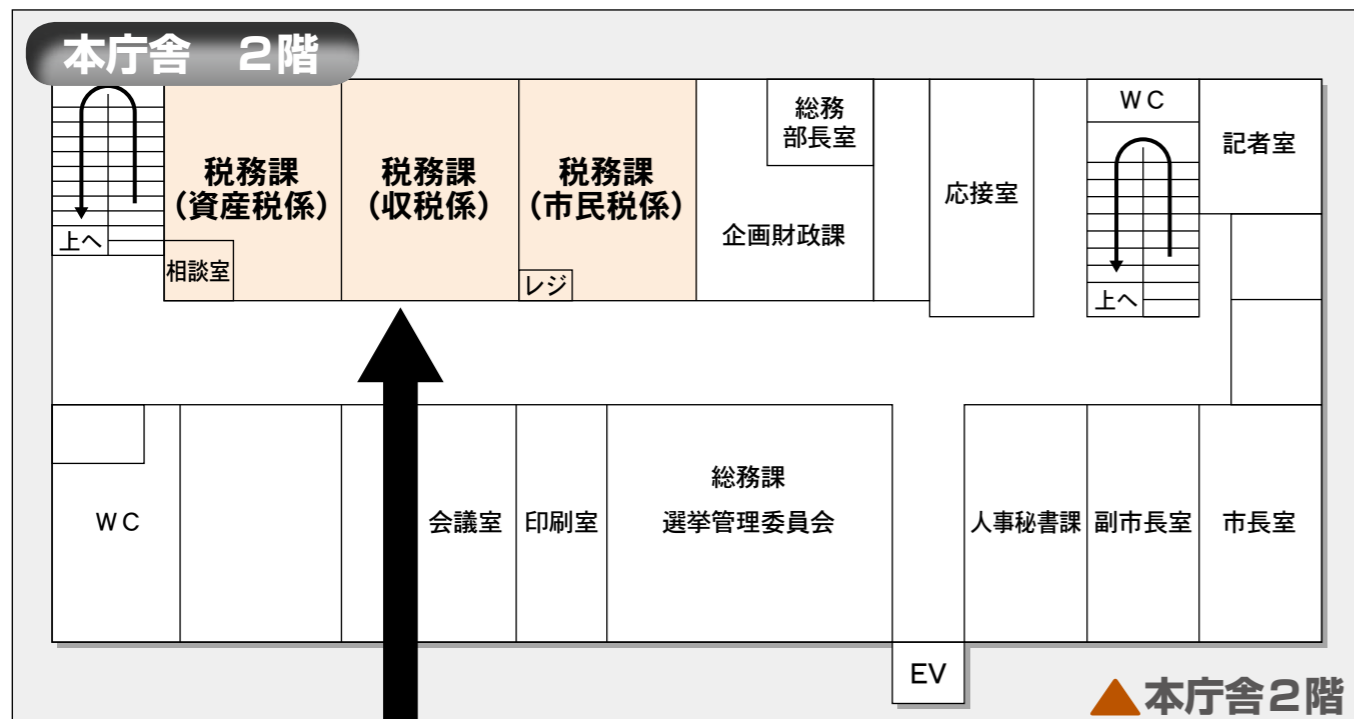 本庁舎　２階
税務課
（資産税係）
税務課
（収税係）
税務課
（市民税係）
総務
部長室
企画財政課
応接室
ＷＣ
記者室
上へ
相談室
レジ
上へ
ＷＣ
会議室
印刷室
総務課
選挙管理委員会
人事秘書課
副市長室
市長室
EV
▲本庁舎２階